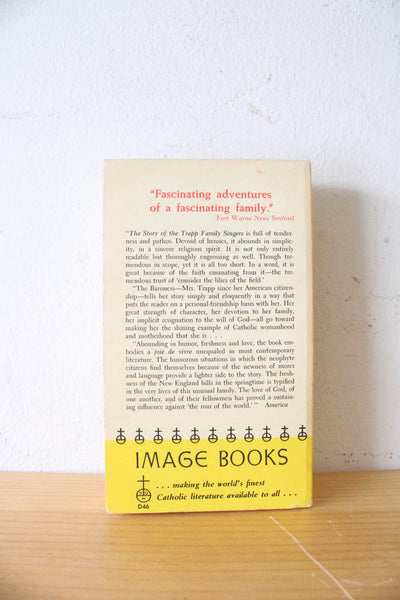 "Fascinating adventures
of a fascinating family."
Fort Wayne News Sentinel
"The Story of the Trapp Family Singers is full of tender-
ness and pathos. Devoid of heroics, it abounds in simplic-
ity, in a sincere religious spirit. It is not only entirely
readable but thoroughly engrossing as well. Though tre-
mendous in scope, yet it is all too short. In a word, it is
great because of the faith emanating from it—the tre-
mendous trust of 'consider the lilies of the field.'
"The Baroness—Mrs. Trapp since her American citizen-
ship—tells her story simply and eloquently in a way that
puts the reader on a personal-friendship basis with her. Her
great strength of character, her devotion to her family,
her implicit resignation to the will of God—all go toward
making her the shining example of Catholic womanhood
and motherhood that she is . . .
"Abounding in humor, freshness and love, the book em-
bodies a joie de vivre unequaled in most contemporary
literature. The humorous situations in which the neophyte
citizens find themselves because of the newness of mores
and language provide a lighter side to the story. The fresh-
ness of the New England hills in the springtime is typified
in the very lives of this unusual family. The love of God, of
one another, and of their fellowmen has proved a sustain-
ing influence against 'the roar of the world.'" America
IMAGE BOOKS
. . . making the world's finest
Catholic literature available to all . . .
D46